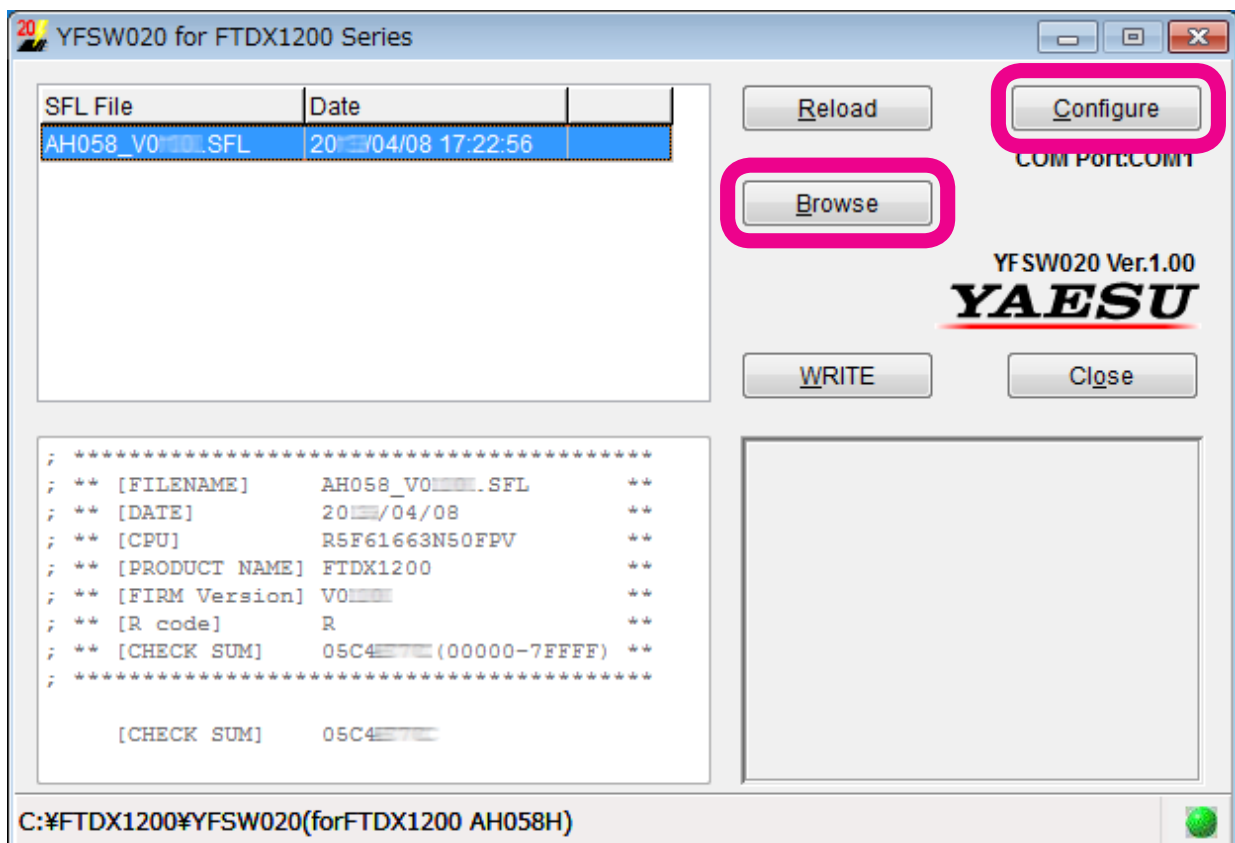 20 YFSW020 for FTDX1200 Series
SFL File Date
AH058_V0 .SFL 20 /04/08 17:22:56
Reload
Configure
COM Port:COM1
Browse
YFSW020 Ver.1.00
YAESU
WRITE
Close
; *******************************************
; ** [FILENAME] AH058_V0 .SFL **
; ** [DATE] 20 /04/08 **
; ** [CPU] R5F61663N50FPV **
; ** [PRODUCT NAME] FTDX1200 **
; ** [FIRM Version] V0 **
; ** [R code] R **
; ** [CHECK SUM] 05C4 (00000-7FFFF) **
; *******************************************
[CHECK SUM] 05C4
C:¥FTDX1200¥YFSW020(forFTDX1200 AH058H)